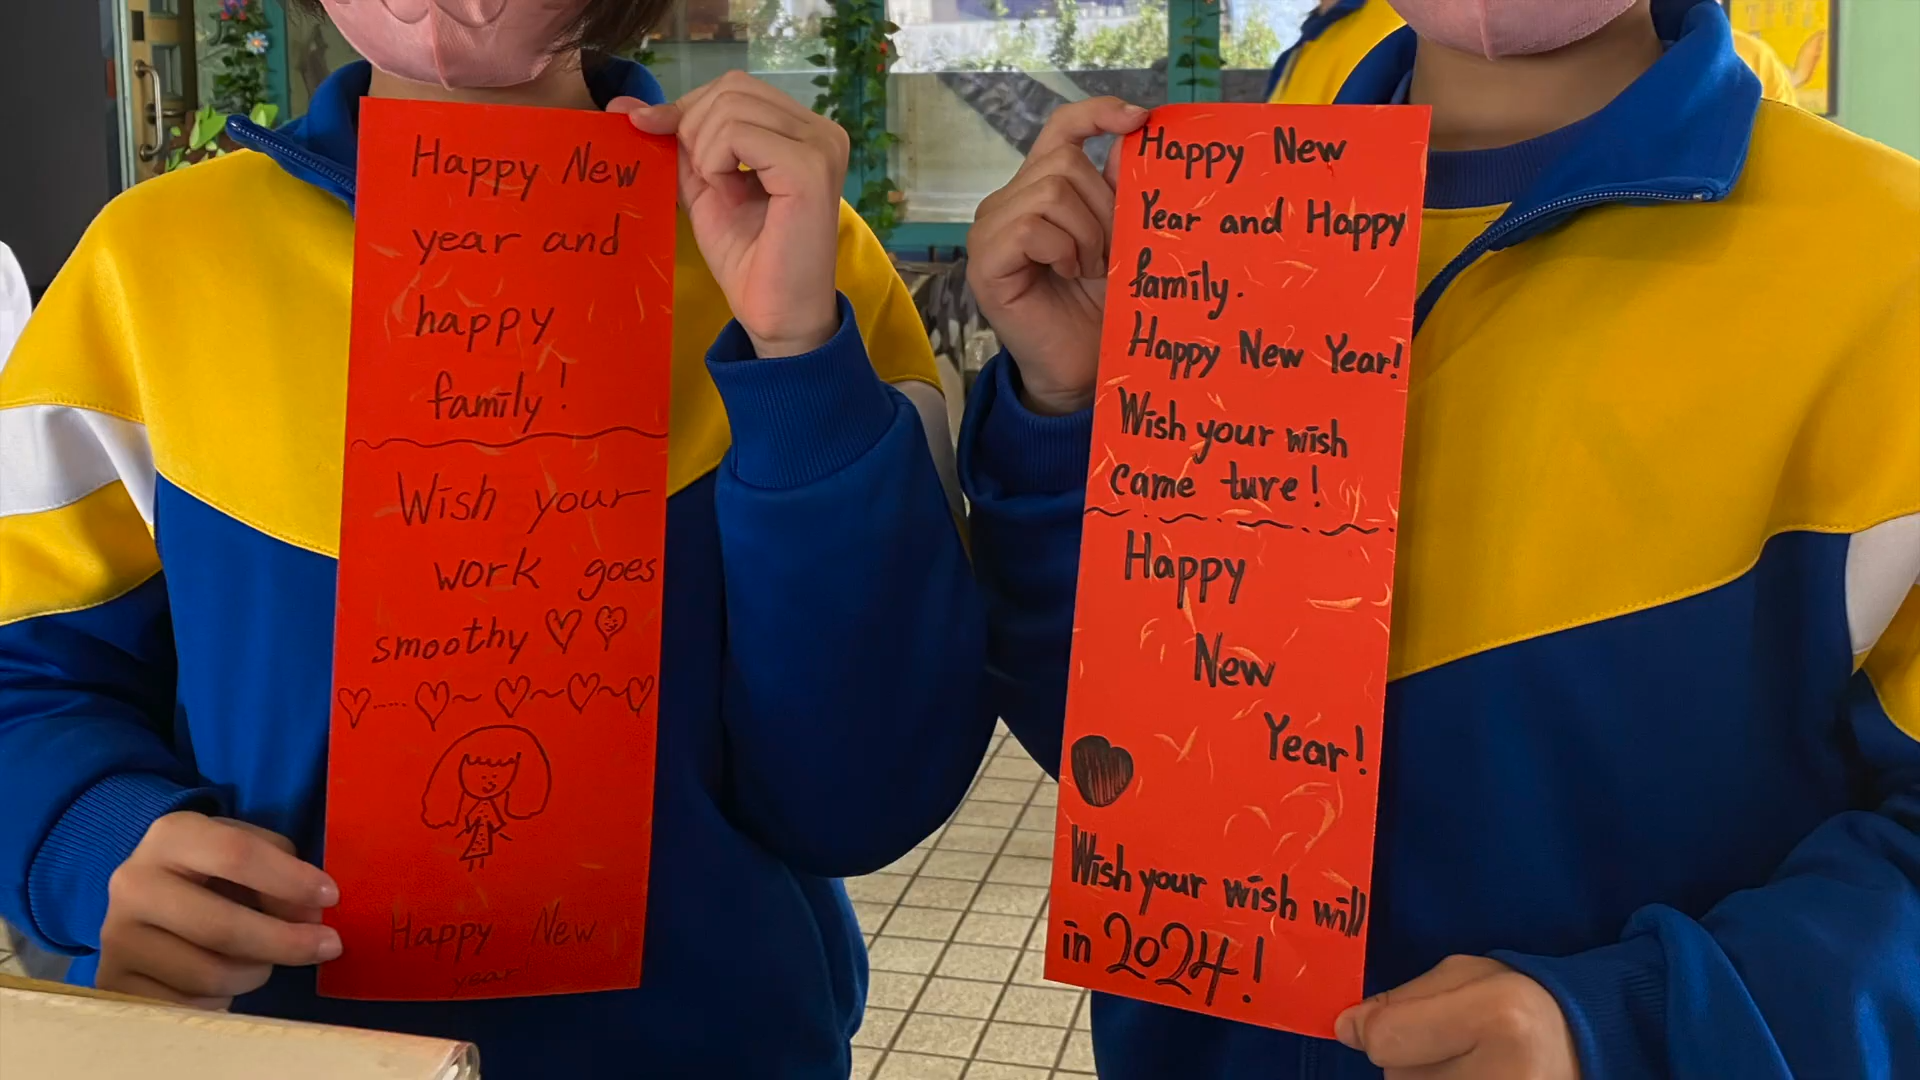 Happy New
year and
happy
family!
Wish your
work goes
smoothy
Happy New
year
Happy New
Year and Happy
family.
Happy New Year!
Wish your wish
came ture!
Happy
New
Year!
Wish your wish will
in 2024!